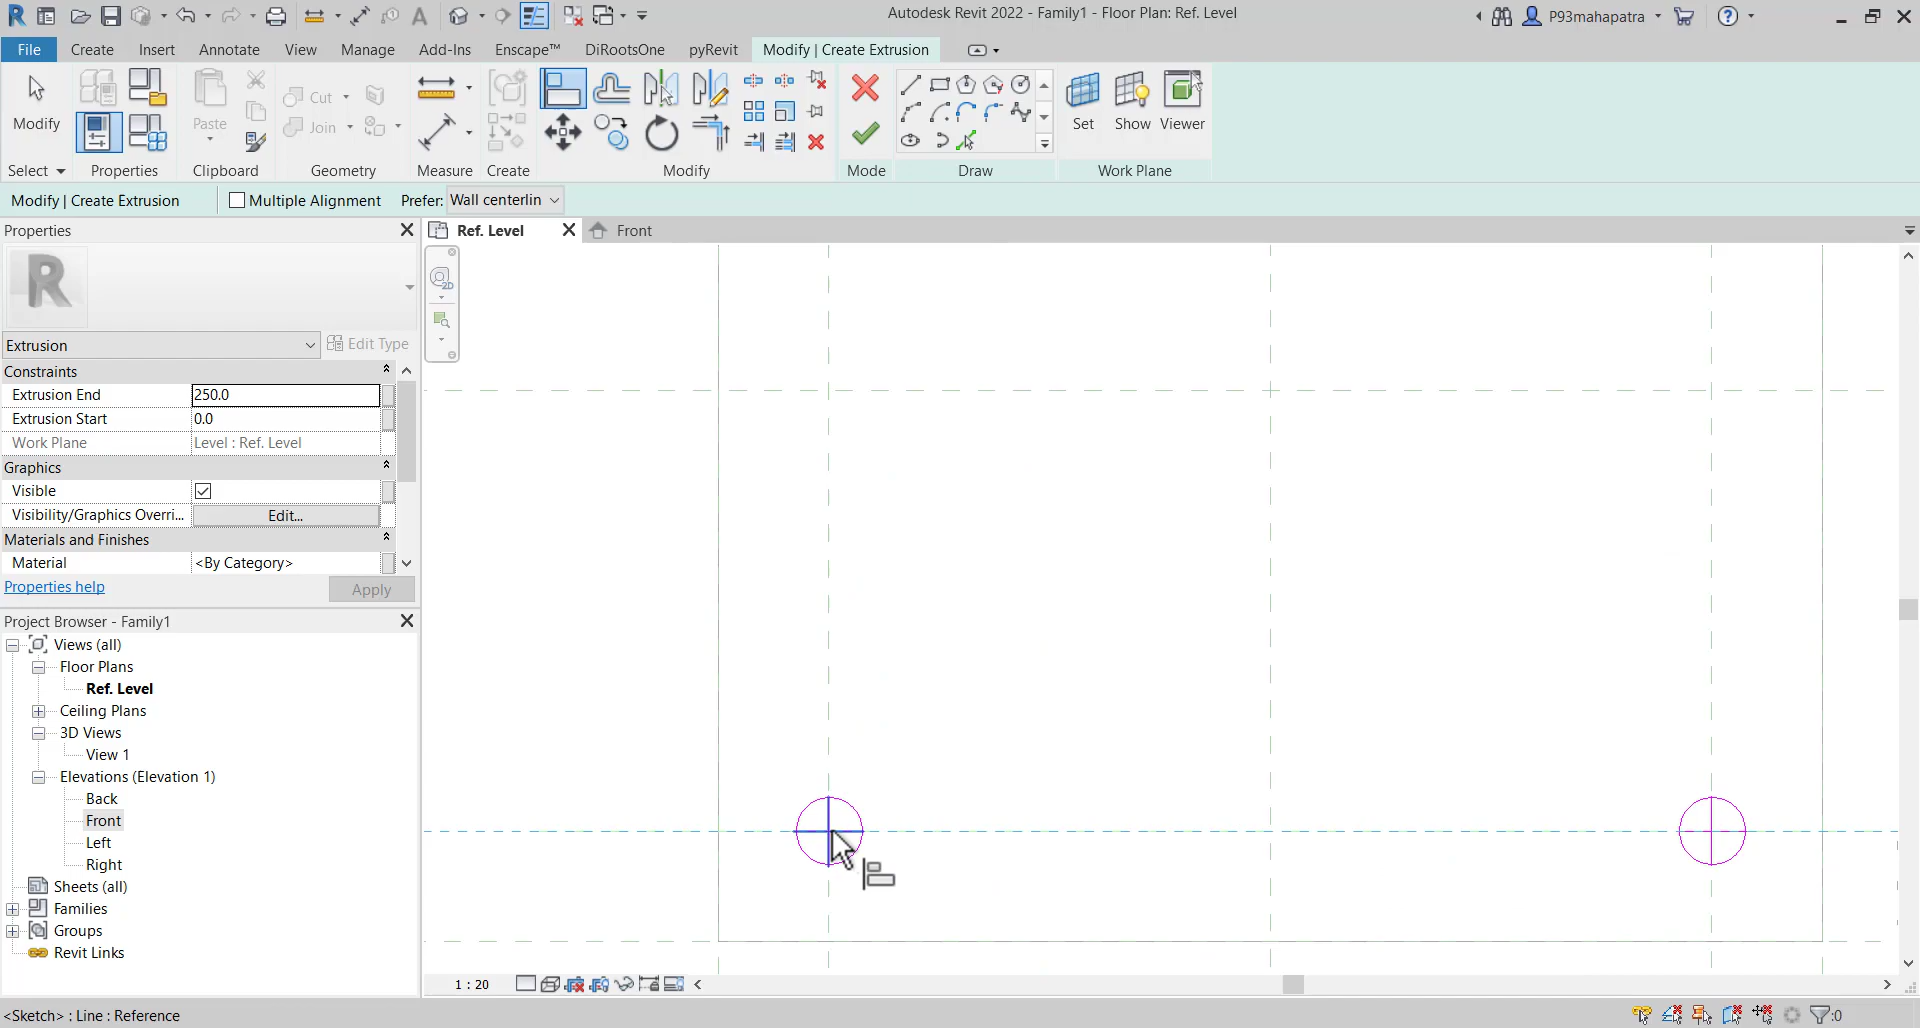 Autodesk Revit 2022 - Family1 - Floor Plan: Ref. Level
P93mahapatra
File Create Insert Annotate View Manage Add-Ins Enscape™ DiRootsOne pyRevit Modify | Create Extrusion
Modify
Paste
Cut
Join
Set Show Viewer
Select Properties Clipboard Geometry Measure Create Modify Mode Draw Work Plane
Modify | Create Extrusion Multiple Alignment Prefer: Wall centerlin
Properties
Ref. Level Front
2D
R
Extrusion Edit Type
Constraints
Extrusion End 250.0
Extrusion Start 0.0
Work Plane Level : Ref. Level
Graphics
Visible
Visibility/Graphics Overri... Edit...
Materials and Finishes
Material <By Category>
Properties help Apply
Project Browser - Family1
Views (all)
Floor Plans
Ref. Level
Ceiling Plans
3D Views
View 1
Elevations (Elevation 1)
Back
Front
Left
Right
Sheets (all)
Families
Groups
Revit Links
1 : 20
<Sketch> : Line : Reference
:0